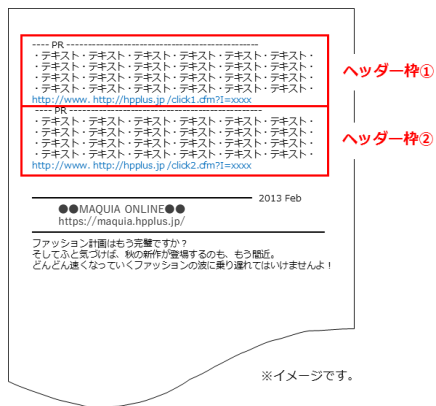 ---- PR --------------------------------------------
・テキスト・テキスト・テキスト・テキスト・テキスト・テキスト・
・テキスト・テキスト・テキスト・テキスト・テキスト・テキスト・
・テキスト・テキスト・テキスト・テキスト・テキスト・テキスト・
・テキスト・テキスト・テキスト・テキスト・テキスト・テキスト・
http://www. http://hpplus.jp /click1.cfm?I=xxxx
ヘッダー枠①
---- PR --------------------------------------------
・テキスト・テキスト・テキスト・テキスト・テキスト・テキスト・
・テキスト・テキスト・テキスト・テキスト・テキスト・テキスト・
・テキスト・テキスト・テキスト・テキスト・テキスト・テキスト・
・テキスト・テキスト・テキスト・テキスト・テキスト・テキスト・
http://www. http://hpplus.jp /click2.cfm?I=xxxx
ヘッダー枠②
2013 Feb
●●MAQUIA ONLINE●●
https://maquia.hpplus.jp/
ファッション計画はもう完璧ですか？
そしてふと気づけば、秋の新作が登場するのも、もう間近。
どんどん速くなっていくファッションの波に乗り遅れてはいけませんよ！
※イメージです。